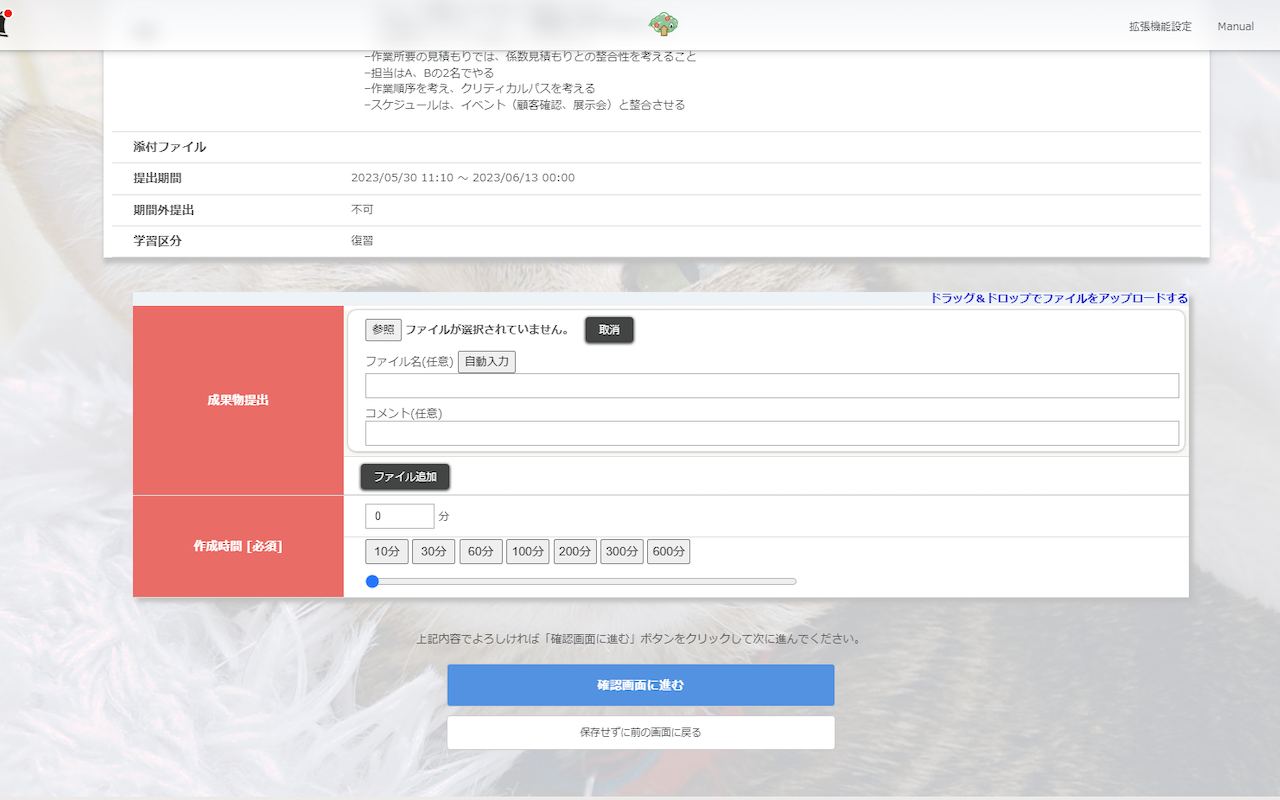 拡張機能設定 Manual
−作業所要の見積もりでは、係数見積もりとの整合性を考えること
−担当はA、Bの2名でやる
−作業順序を考え、クリティカルパスを考える
−スケジュールは、イベント（顧客確認、展示会）と整合させる
添付ファイル
提出期間 2023/05/30 11:10 ～ 2023/06/13 00:00
期間外提出 不可
学習区分 復習
ドラッグ＆ドロップでファイルをアップロードする
成果物提出
参照 ファイルが選択されていません。 取消
ファイル名(任意) 自動入力
コメント(任意)
ファイル追加
作成時間 [必須]
0 分
10分 30分 60分 100分 200分 300分 600分
上記内容でよろしければ「確認画面に進む」ボタンをクリックして次に進んでください。
確認画面に進む
保存せずに前の画面に戻る